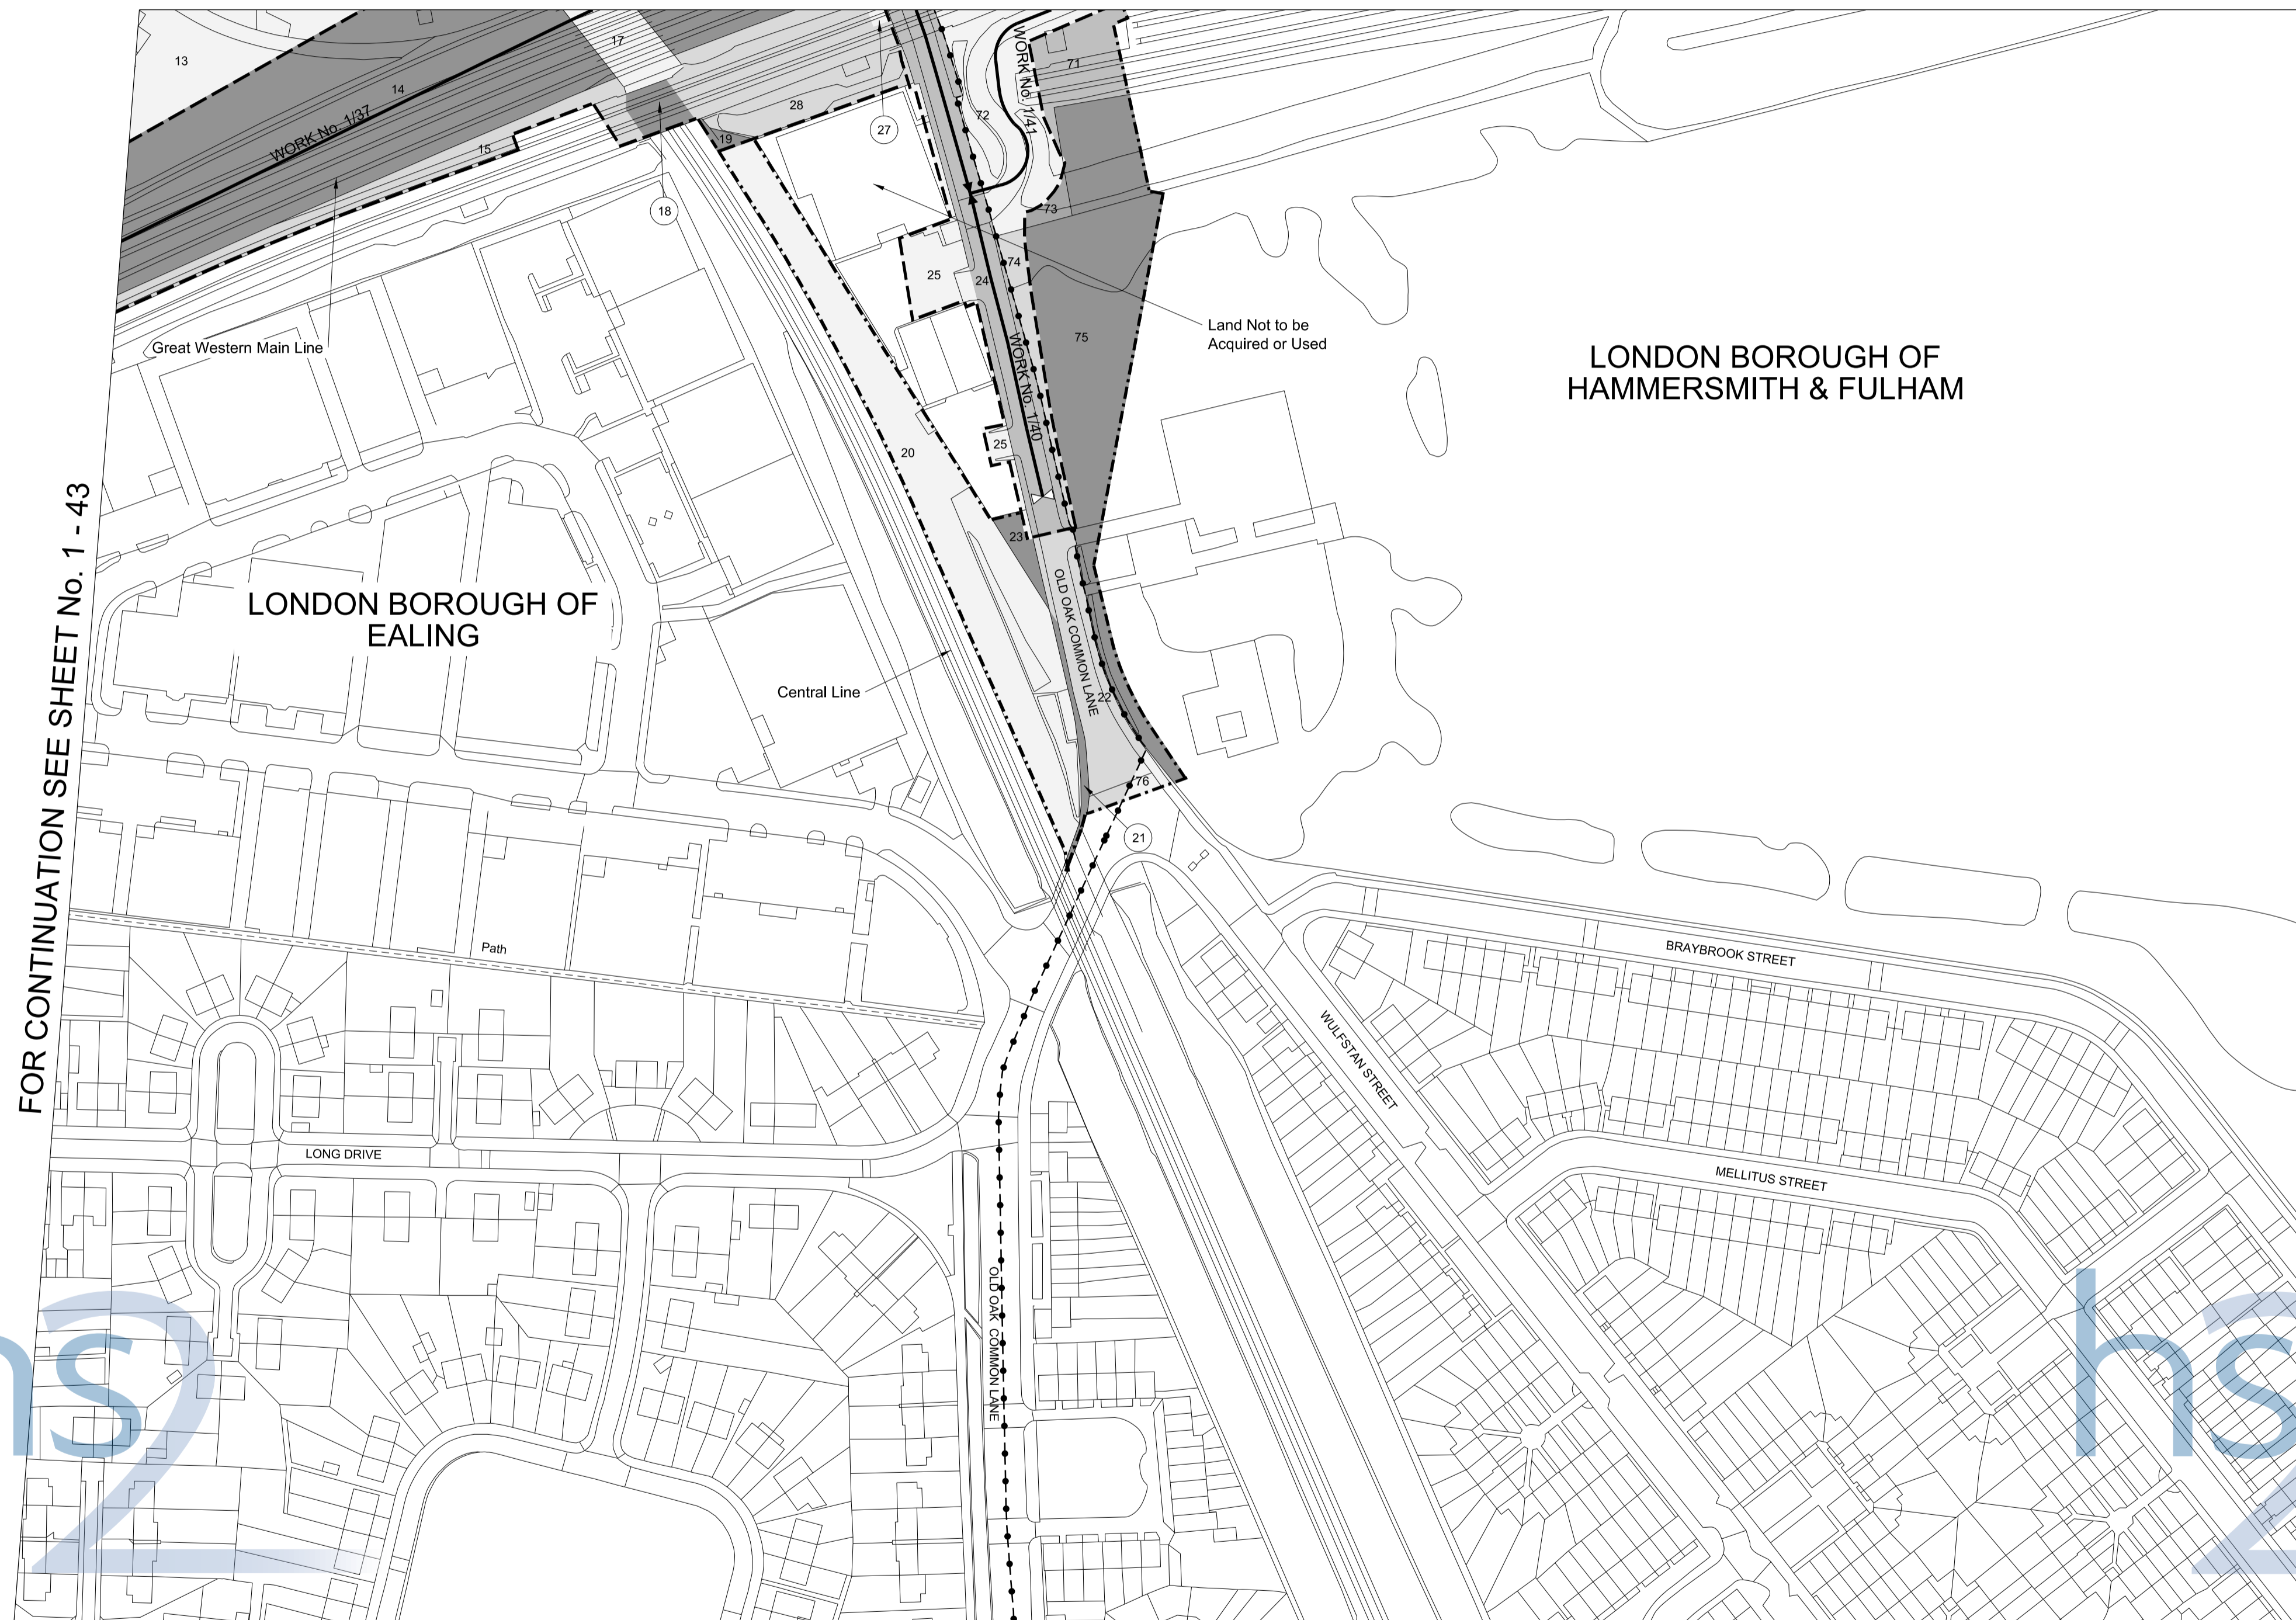 13
14
17
WORK No. 1/37
15
28
19
27
18
72
WORK No. 1/41
71
73
74
25
24
75
Land Not to be
Acquired or Used
Great Western Main Line
LONDON BOROUGH OF
HAMMERSMITH & FULHAM
WORK No. 1/40
20
25
23
FOR CONTINUATION SEE SHEET No. 1 - 43
LONDON BOROUGH OF
EALING
OLD OAK COMMON LANE
22
Central Line
76
21
Path
BRAYBROOK STREET
WULFSTAN STREET
LONG DRIVE
MELLITUS STREET
OLD OAK COMMON LANE
hs2
hs2